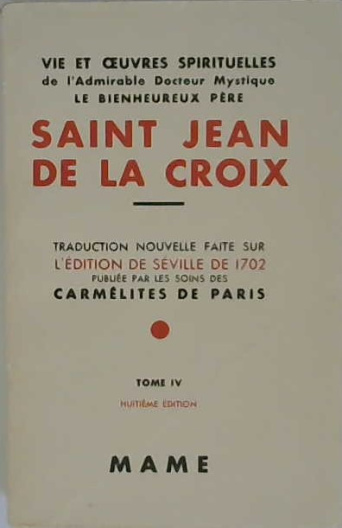 VIE ET ŒUVRES SPIRITUELLES
de l'Admirable Docteur Mystique
LE BIENHEUREUX PÈRE
SAINT JEAN
DE LA CROIX
TRADUCTION NOUVELLE FAITE SUR
L'ÉDITION DE SÉVILLE DE 1702
PUBLIÉE PAR LES SOINS DES
CARMÉLITES DE PARIS
TOME IV
HUITIÈME ÉDITION
MAME